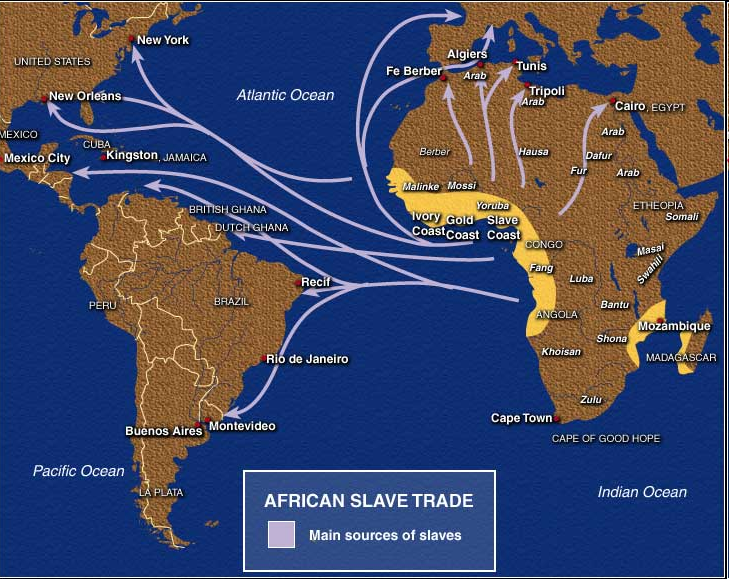 New York
UNITED STATES
New Orleans
Atlantic Ocean
MEXICO
CUBA
Mexico City
Kingston, JAMAICA
Algiers
Fe Berber
Arab
Tunis
Tripoli
Arab
Cairo, EGYPT
Arab
Berber
Hausa
Dafur
Fur
Arab
Malinke
Mossi
Yoruba
ETHEOPIA
Somali
Ivory
Coast
Gold
Coast
Slave
Coast
BRITISH GHANA
DUTCH GHANA
CONGO
Masai
Swahili
Fang
Luba
Recif
PERU
BRAZIL
Bantu
ANGOLA
Mozambique
Shona
Khoisan
MADAGASCAR
Rio de Janeiro
Zulu
Cape Town
CAPE OF GOOD HOPE
Buenos Aires
Montevideo
Pacific Ocean
LA PLATA
Indian Ocean
AFRICAN SLAVE TRADE
Main sources of slaves